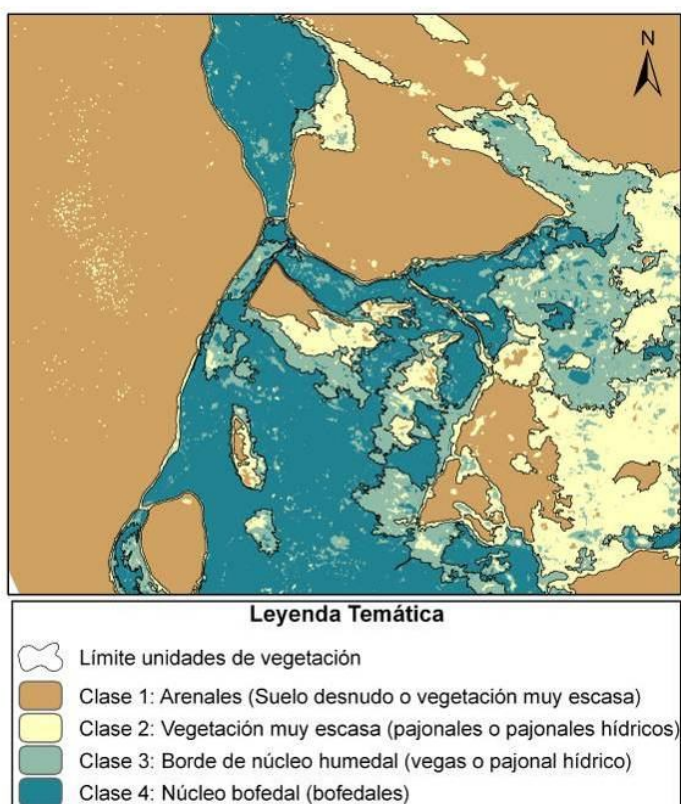 N
Leyenda Temática
Límite unidades de vegetación
Clase 1: Arenales (Suelo desnudo o vegetación muy escasa)
Clase 2: Vegetación muy escasa (pajonales o pajonales hídricos)
Clase 3: Borde de núcleo humedal (vegas o pajonal hídrico)
Clase 4: Núcleo bofedal (bofedales)